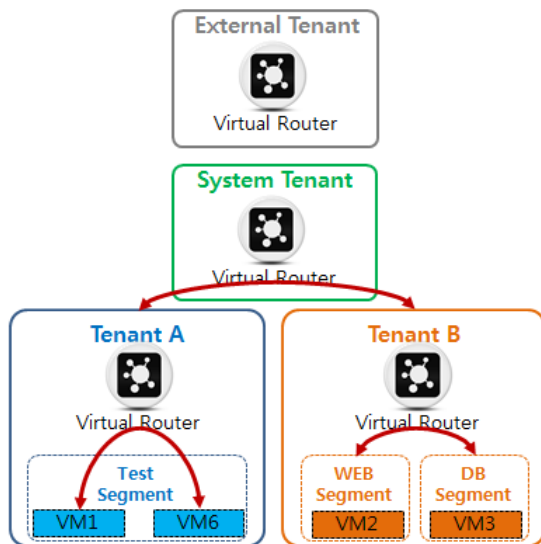 External Tenant
Virtual Router
System Tenant
Virtual Router
Tenant A
Virtual Router
Test
Segment
VM1
VM6
Tenant B
Virtual Router
WEB
Segment
VM2
DB
Segment
VM3